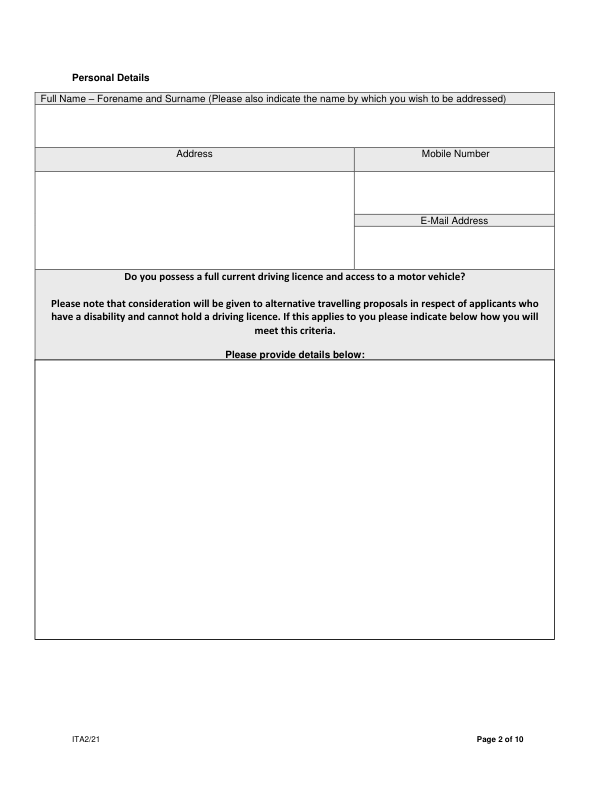 Personal Details
Full Name – Forename and Surname (Please also indicate the name by which you wish to be addressed)
Address
Mobile Number
E-Mail Address
Do you possess a full current driving licence and access to a motor vehicle?
Please note that consideration will be given to alternative travelling proposals in respect of applicants who
have a disability and cannot hold a driving licence. If this applies to you please indicate below how you will
meet this criteria.
Please provide details below:
ITA2/21
Page 2 of 10